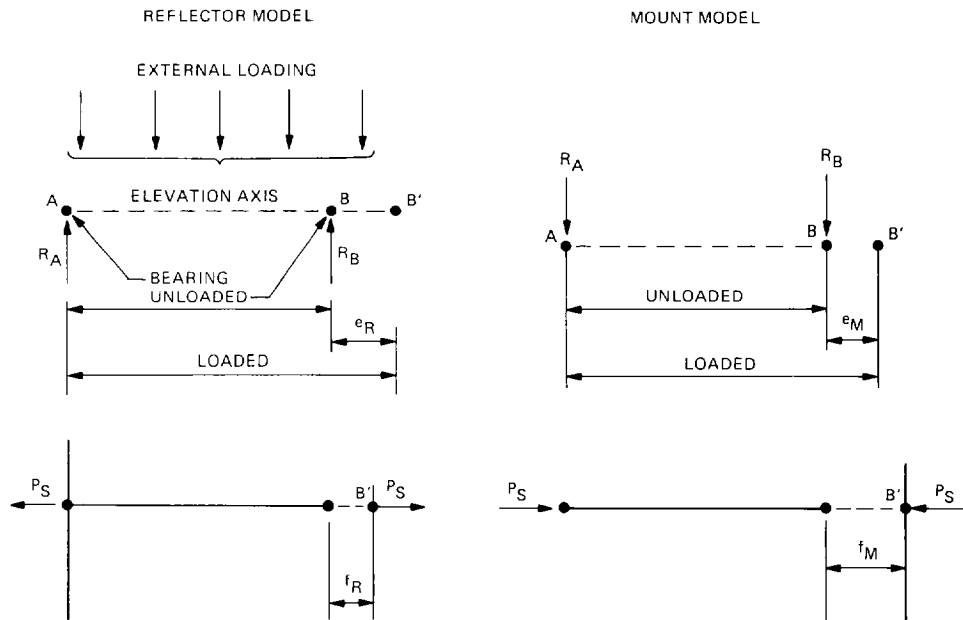 REFLECTOR MODEL
EXTERNAL LOADING
A
ELEVATION AXIS
B
B'
R_A
BEARING
R_B
UNLOADED
e_R
LOADED
P_S
B'
P_S
f_R
MOUNT MODEL
R_A
R_B
A
B
B'
UNLOADED
e_M
LOADED
P_S
B'
P_S
f_M